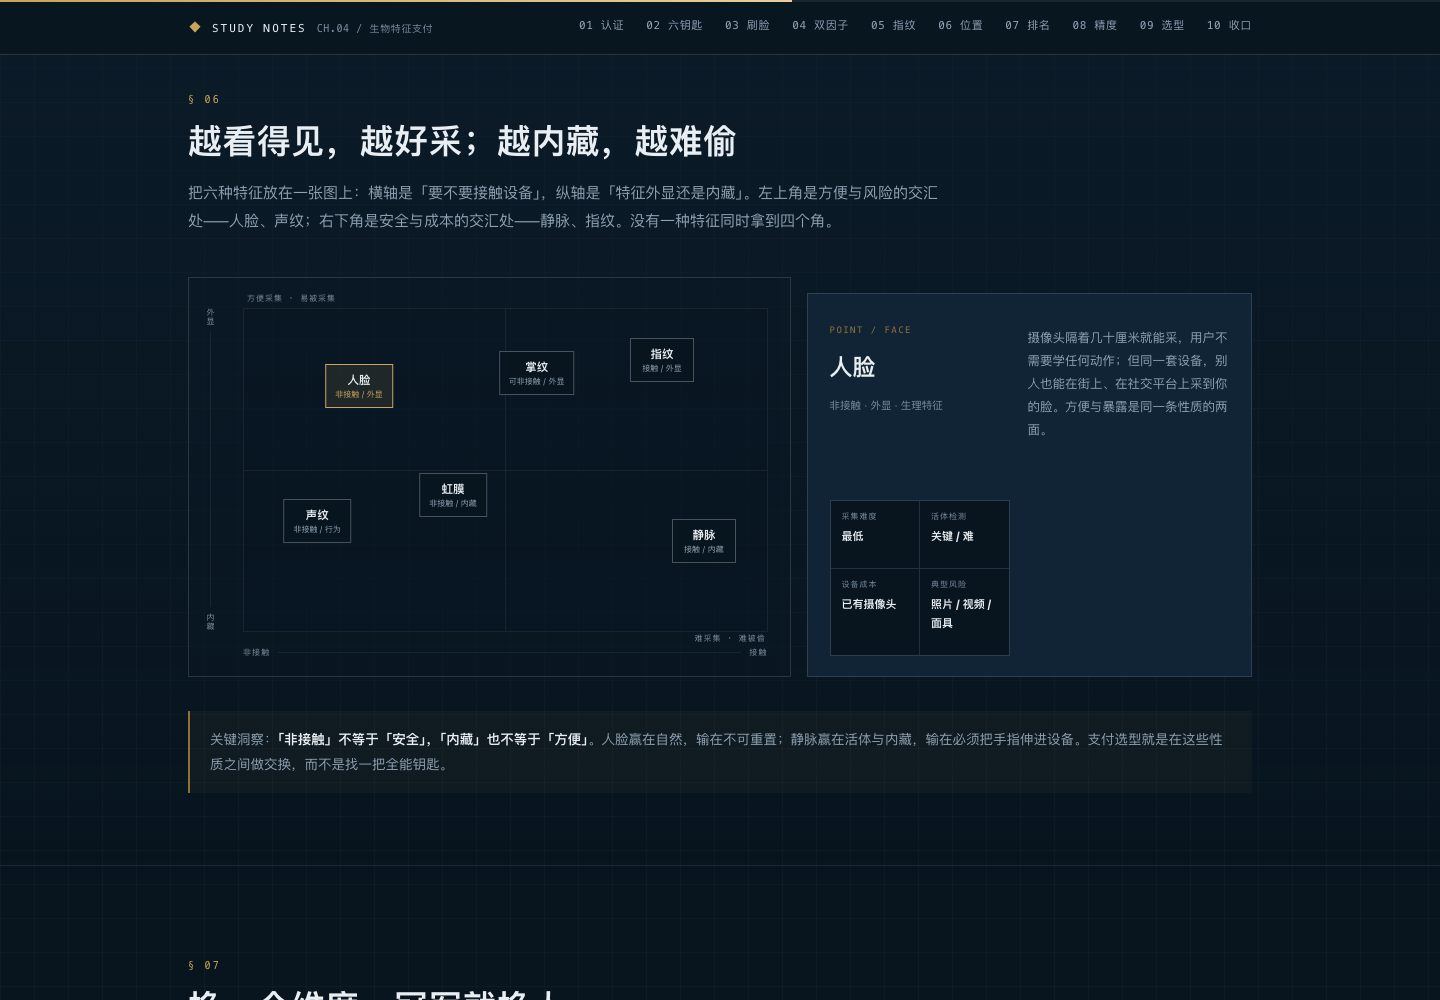 STUDY NOTES CH.04 / 生物特征支付
01 认证 02 六钥匙 03 刷脸 04 双因子 05 指纹 06 位置 07 排名 08 精度 09 选型 10 收口
§ 06
越看得见，越好采；越内藏，越难偷
把六种特征放在一张图上：横轴是「要不要接触设备」，纵轴是「特征外显还是内藏」。左上角是方便与风险的交汇
处——人脸、声纹；右下角是安全与成本的交汇处——静脉、指纹。没有一种特征同时拿到四个角。
方便采集 · 易被采集
外显
人脸
非接触 / 外显
掌纹
可非接触 / 外显
指纹
接触 / 外显
虹膜
非接触 / 内藏
声纹
非接触 / 行为
静脉
接触 / 内藏
内藏
难采集 · 难被偷
非接触
接触
POINT / FACE
人脸
非接触 · 外显 · 生理特征
摄像头隔着几十厘米就能采，用户不
需要学任何动作；但同一套设备，别
人也能在街上、在社交平台上采到你
的脸。方便与暴露是同一条性质的两
面。
采集难度
最低
活体检测
关键 / 难
设备成本
已有摄像头
典型风险
照片 / 视频 /
面具
关键洞察：「非接触」不等于「安全」，「内藏」也不等于「方便」。人脸赢在自然，输在不可重置；静脉赢在活体与内藏，输在必须把手指伸进设备。支付选型就是在这些性
质之间做交换，而不是找一把全能钥匙。
§ 07